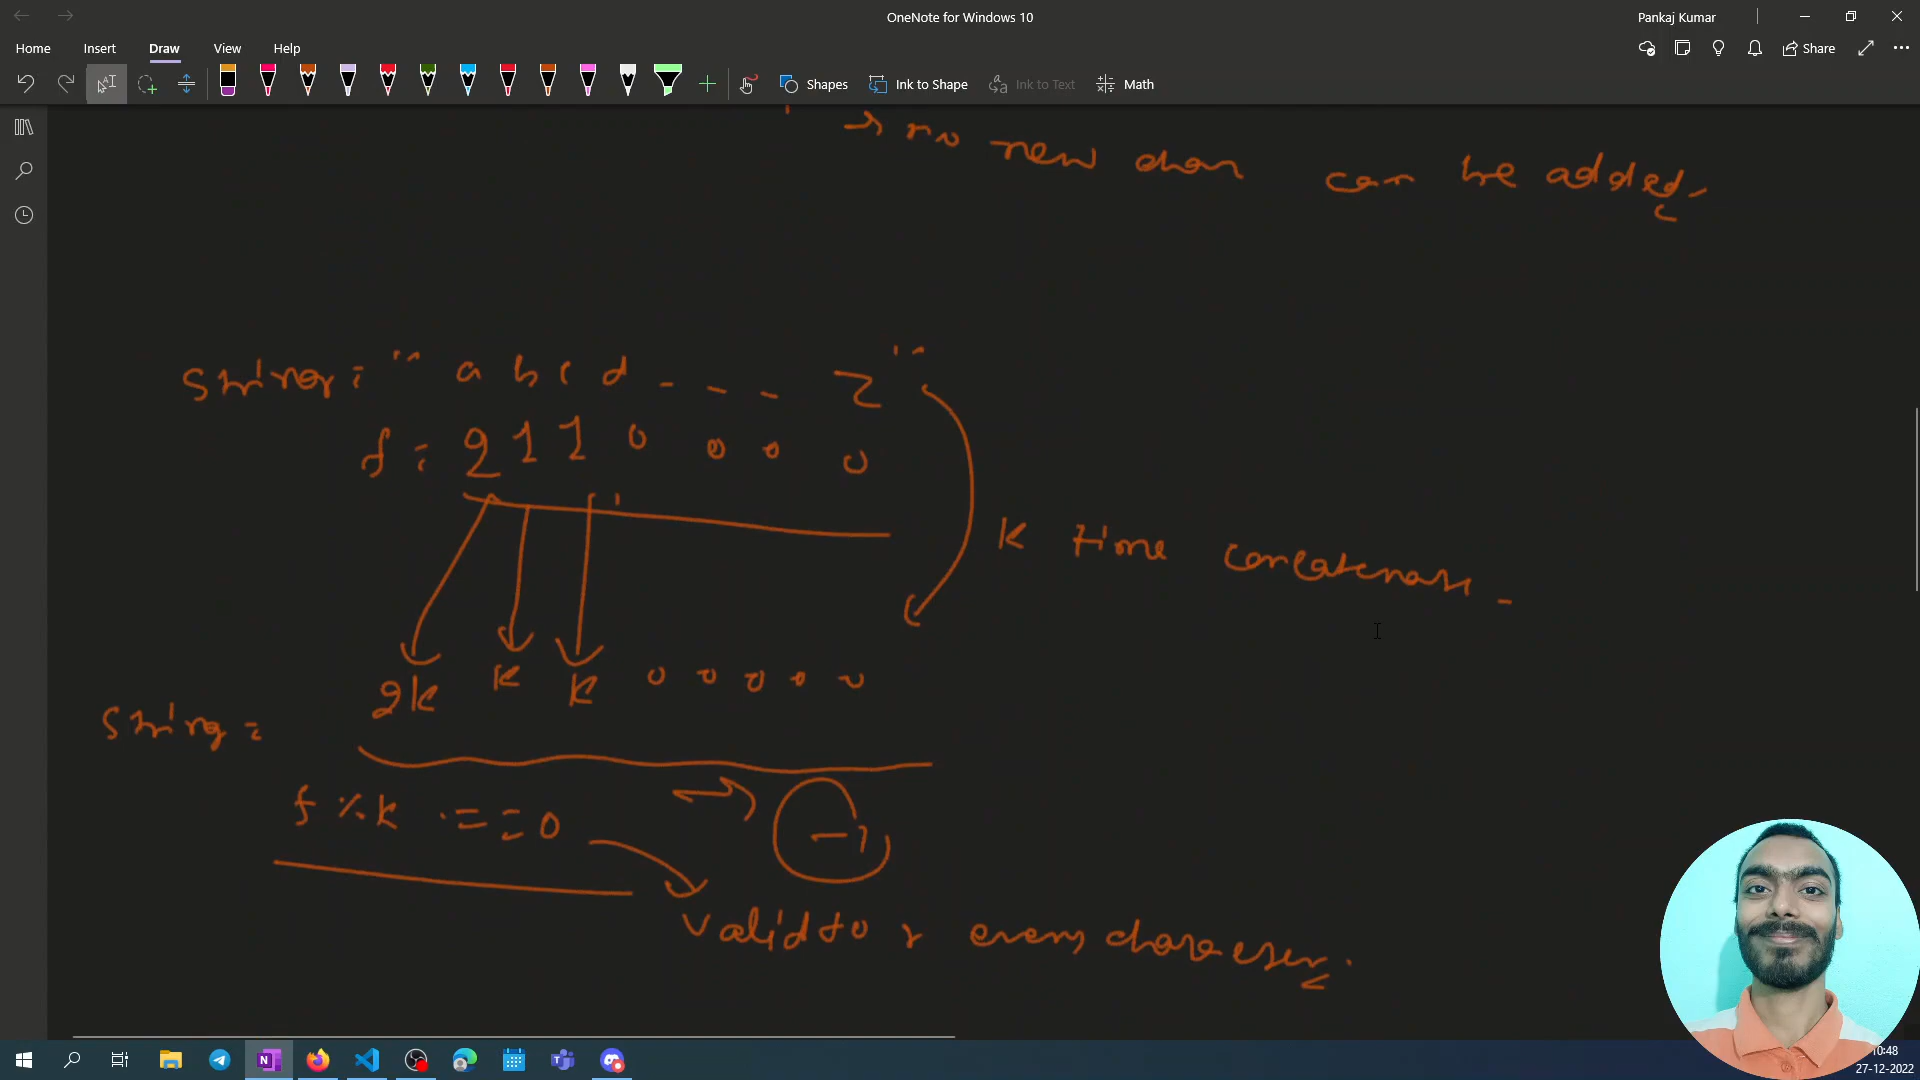 OneNote for Windows 10
Pankaj Kumar
Home Insert Draw View Help
Share
Shapes Ink to Shape Ink to Text Math
→ no new char can be added.
String = " a b c d - - - z "
f = 2 1 1 0 0 0 0
K time concatenate -
2k k k 0 0 0 0 0
String =
f % k == 0
-1
valid for every character.
10:48
27-12-2022